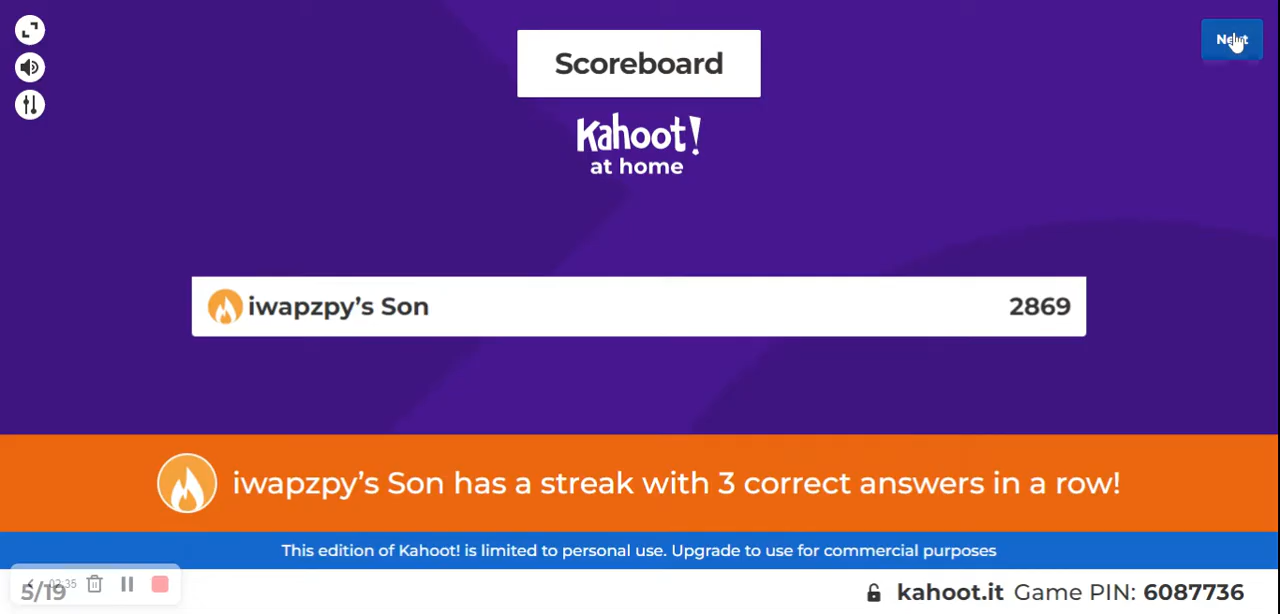 Next
Scoreboard
Kahoot!
at home
iwapzpy’s Son 2869
iwapzpy’s Son has a streak with 3 correct answers in a row!
This edition of Kahoot! is limited to personal use. Upgrade to use for commercial purposes
5/19
02:35
kahoot.it Game PIN: 6087736